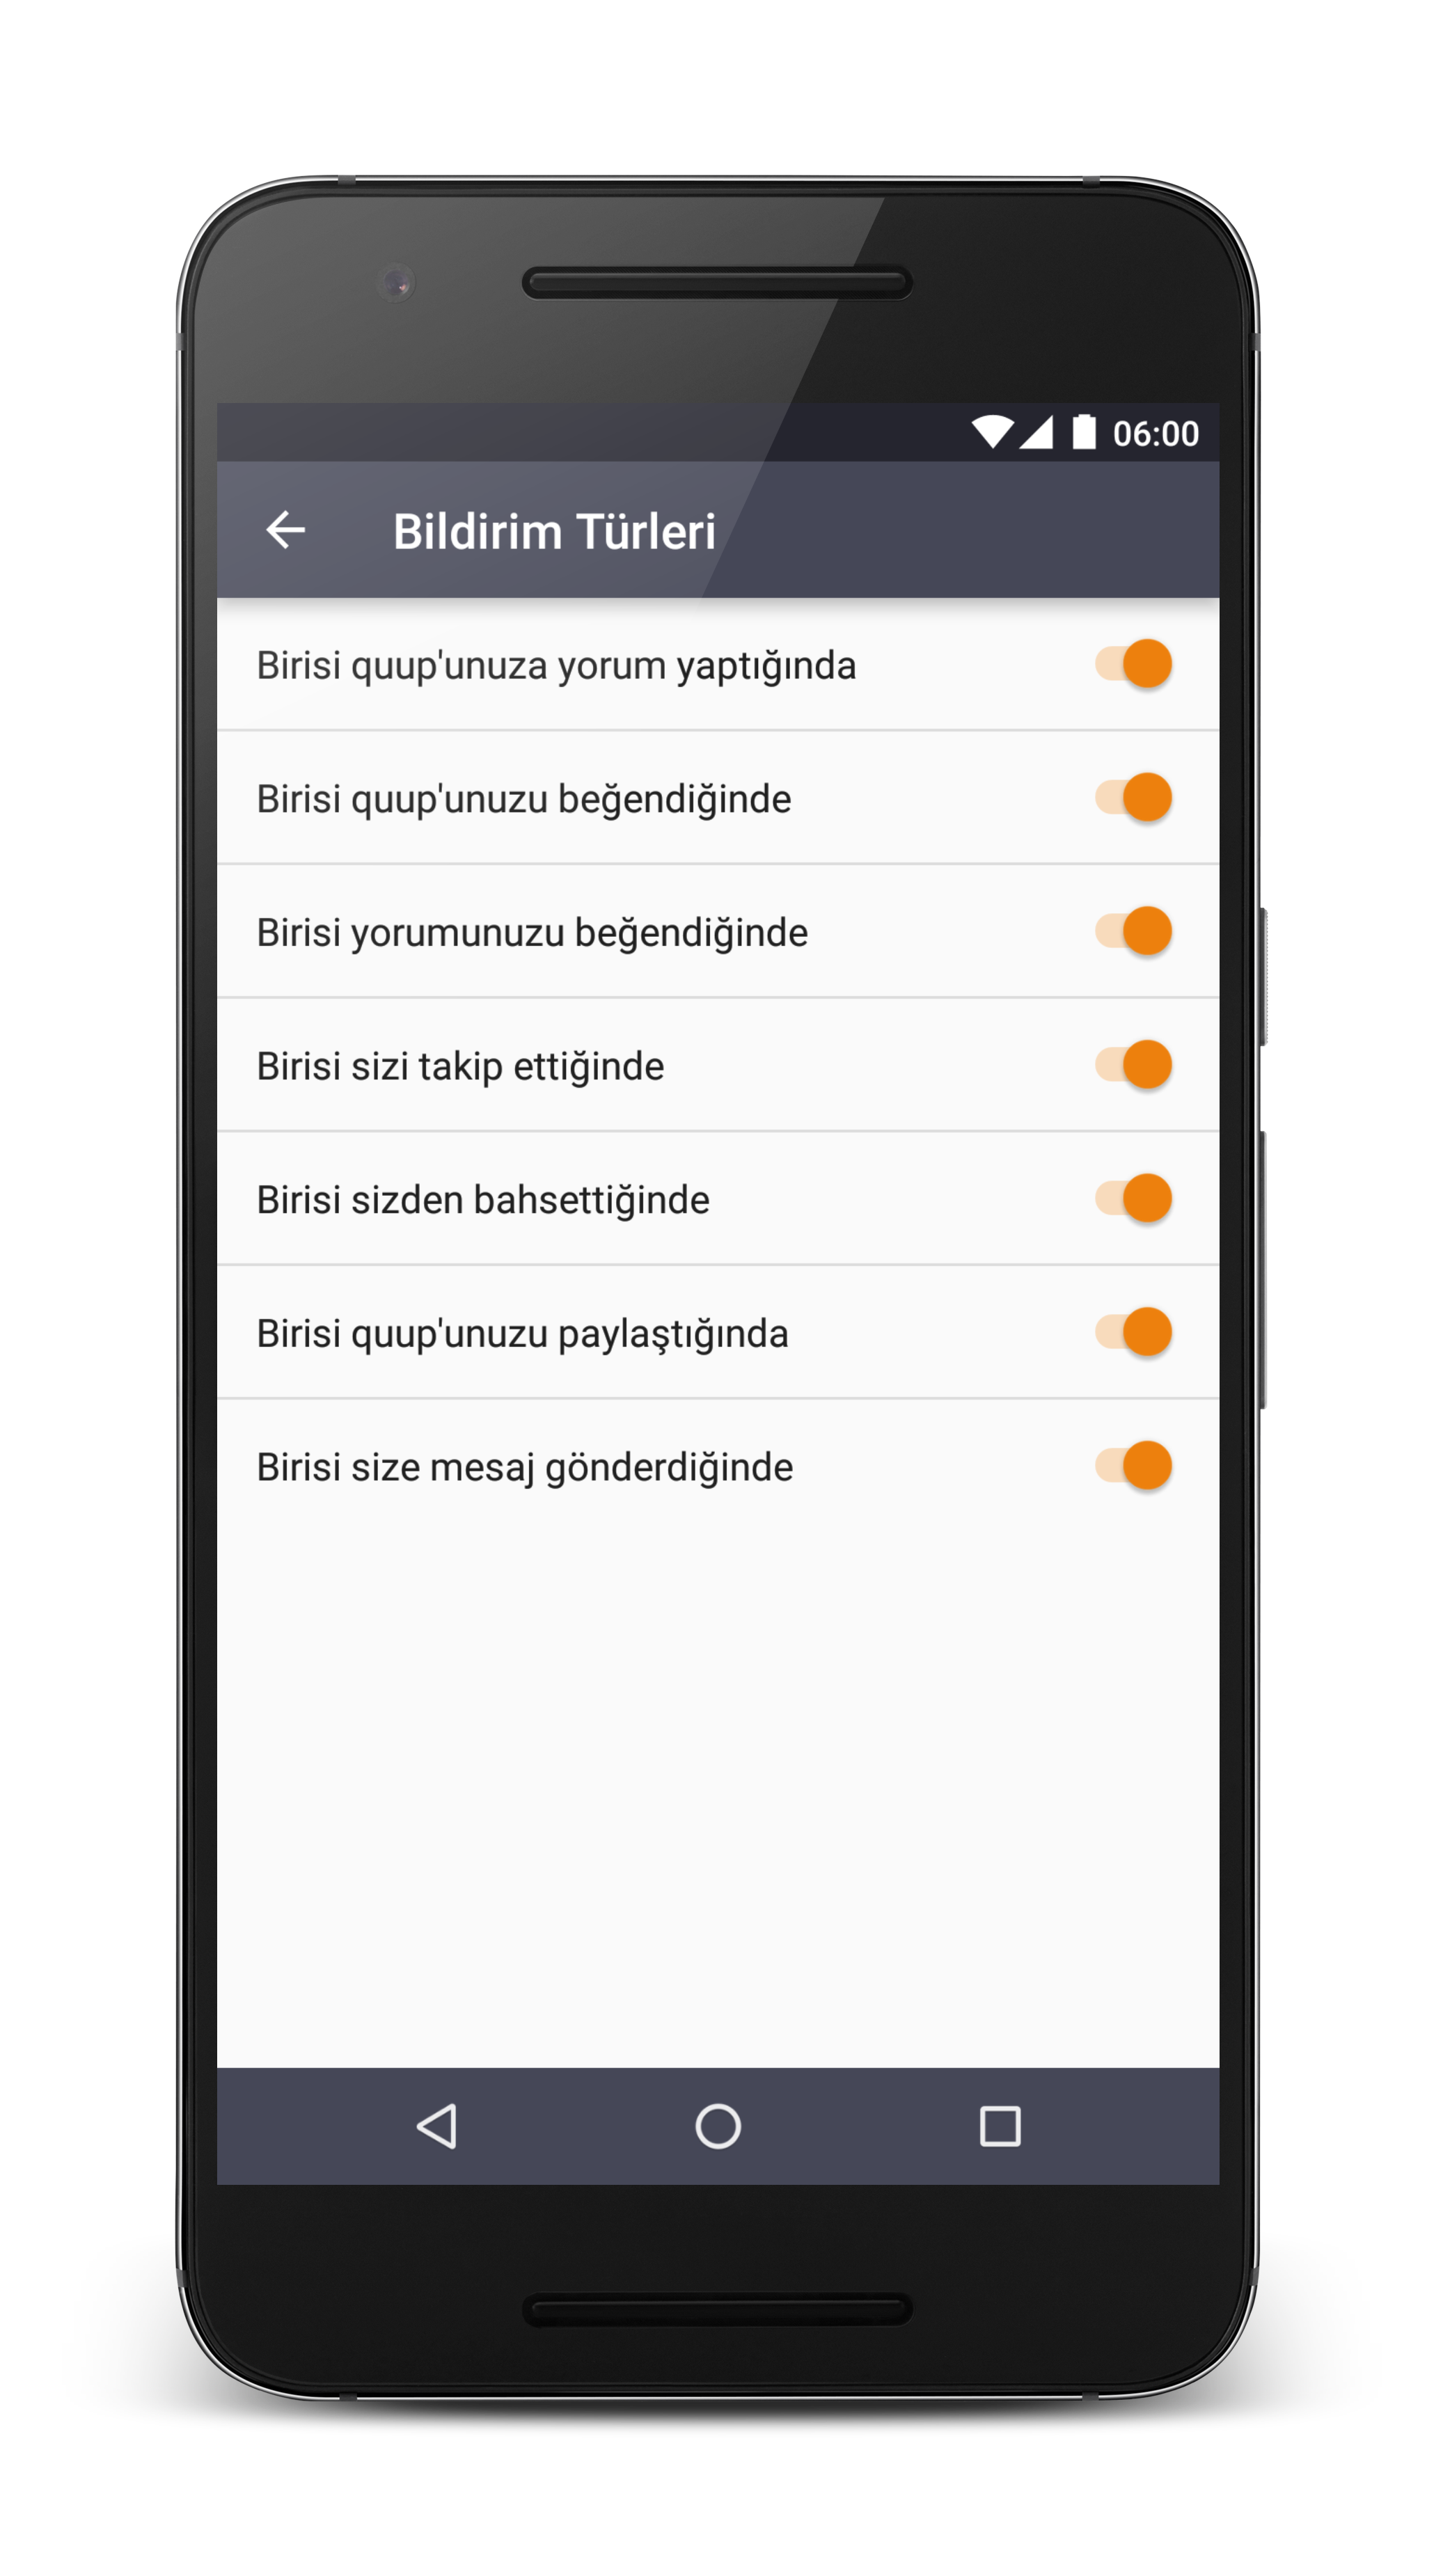 06:00
Bildirim Türleri
Birisi quup'unuza yorum yaptığında
Birisi quup'unuzu beğendiğinde
Birisi yorumunuzu beğendiğinde
Birisi sizi takip ettiğinde
Birisi sizden bahsettiğinde
Birisi quup'unuzu paylaştığında
Birisi size mesaj gönderdiğinde